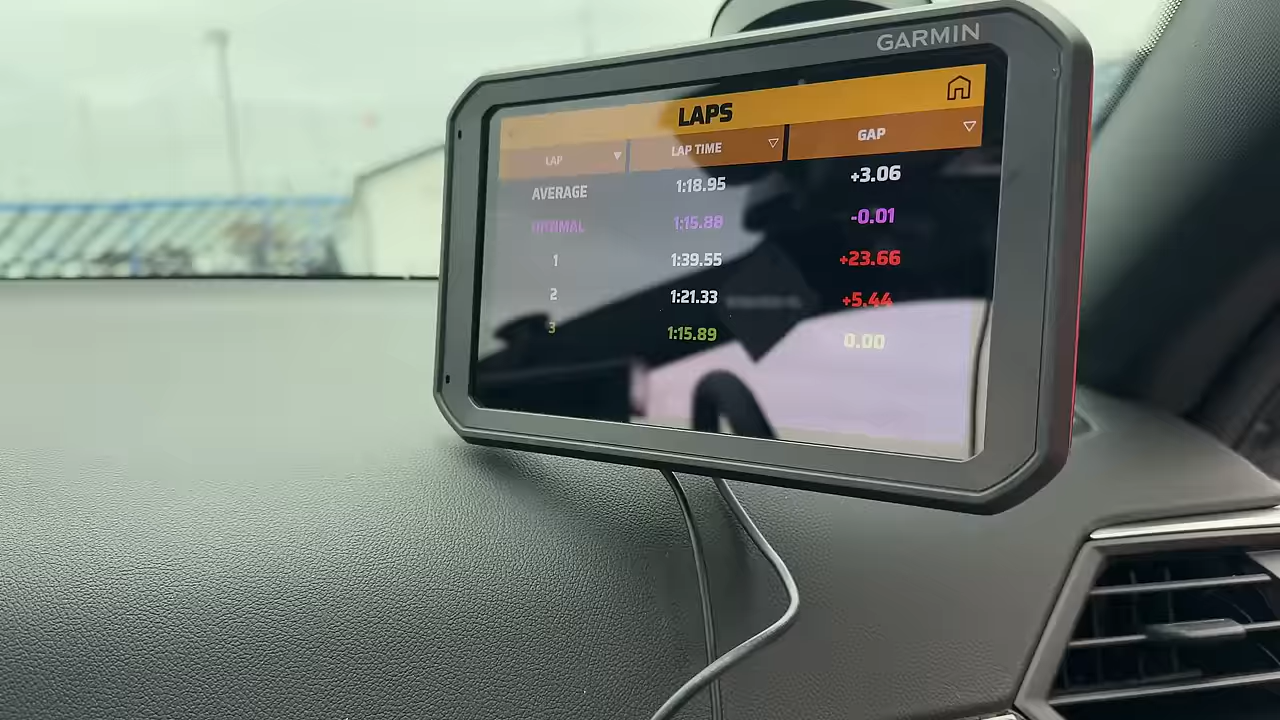 GARMIN
LAPS
LAP LAP TIME GAP
AVERAGE 1:18.95 +3.06
OPTIMAL 1:15.88 -0.01
1 1:39.55 +23.66
2 1:21.33 +5.44
3 1:15.89 0.00